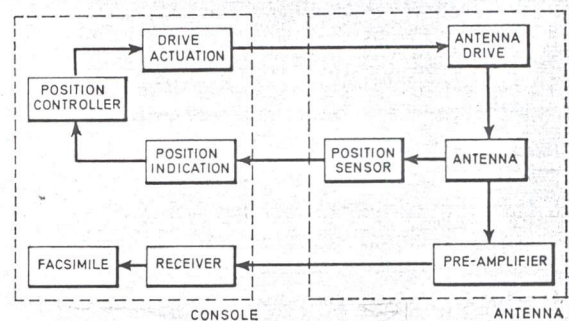 DRIVE
ACTUATION
ANTENNA
DRIVE
POSITION
CONTROLLER
POSITION
INDICATION
POSITION
SENSOR
ANTENNA
FACSIMILE
RECEIVER
PRE-AMPLIFIER
CONSOLE
ANTENNA